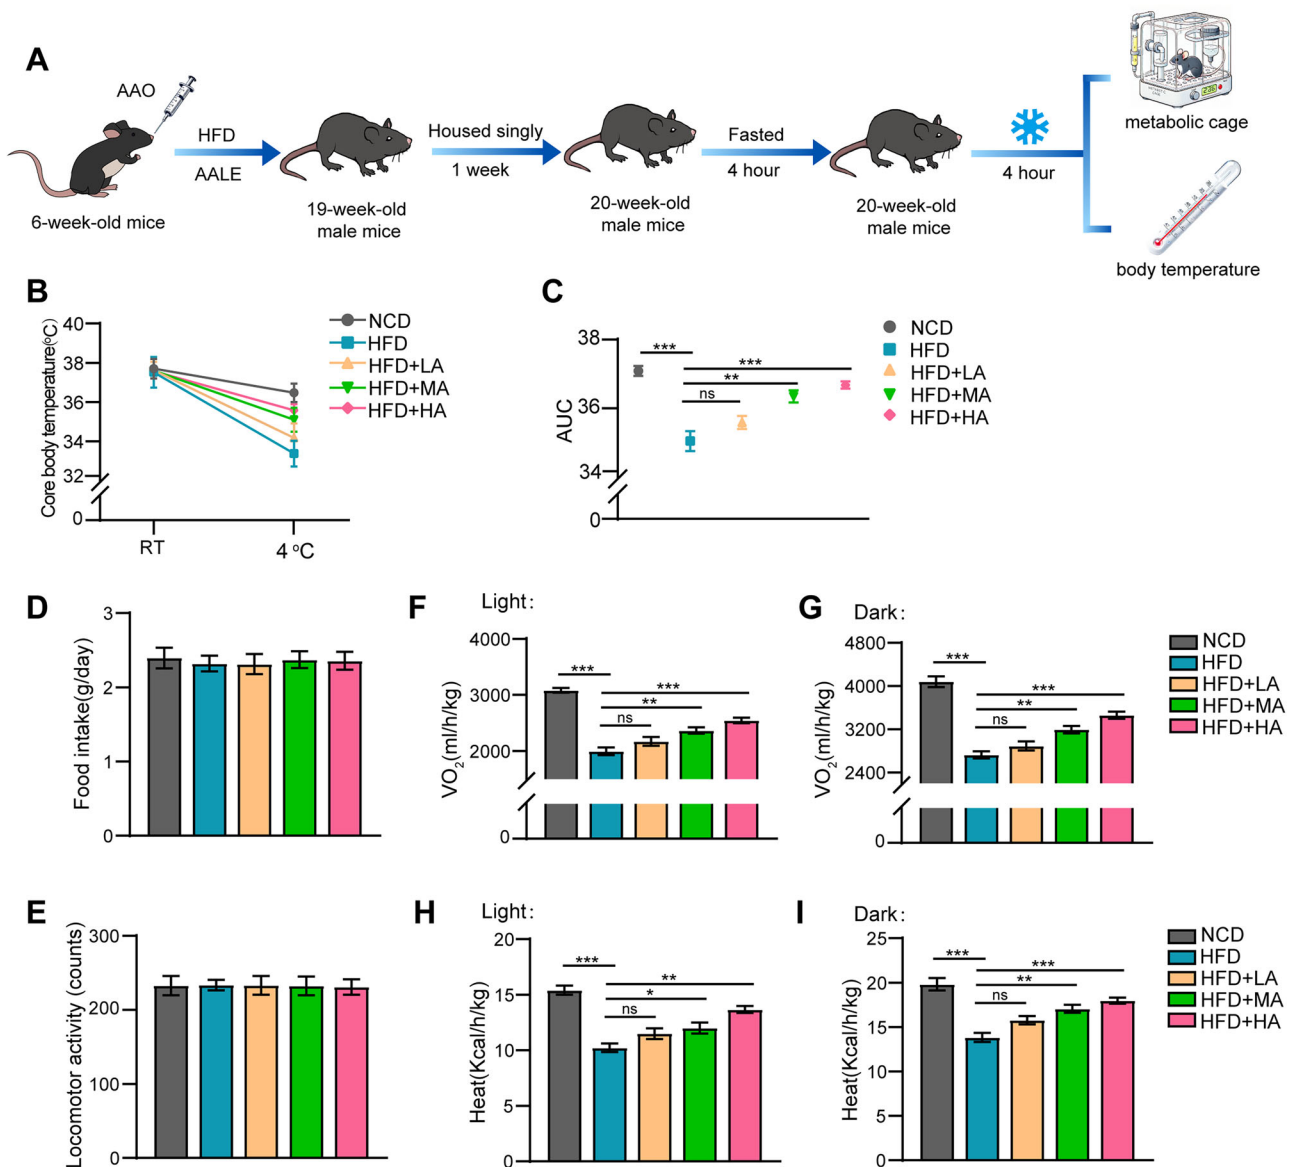 A
AAO
6-week-old mice
HFD
AALE
19-week-old
male mice
Housed singly
1 week
20-week-old
male mice
Fasted
4 hour
20-week-old
male mice
4 hour
metabolic cage
body temperature
B
Core body temperature(°C)
40
38
36
34
32
0
RT
4 °C
NCD
HFD
HFD+LA
HFD+MA
HFD+HA
C
AUC
38
36
34
0
***
***
**
ns
NCD
HFD
HFD+LA
HFD+MA
HFD+HA
D
Food intake(g/day)
3
2
1
0
F
Light:
VO2(ml/h/kg)
4000
3000
2000
0
***
***
**
ns
G
Dark:
VO2(ml/h/kg)
4800
4000
3200
2400
0
***
***
**
ns
NCD
HFD
HFD+LA
HFD+MA
HFD+HA
E
Locomotor activity (counts)
300
200
100
0
H
Light:
Heat(Kcal/h/kg)
20
15
10
5
0
***
**
*
ns
I
Dark:
Heat(Kcal/h/kg)
25
20
15
10
5
0
***
***
**
ns
NCD
HFD
HFD+LA
HFD+MA
HFD+HA